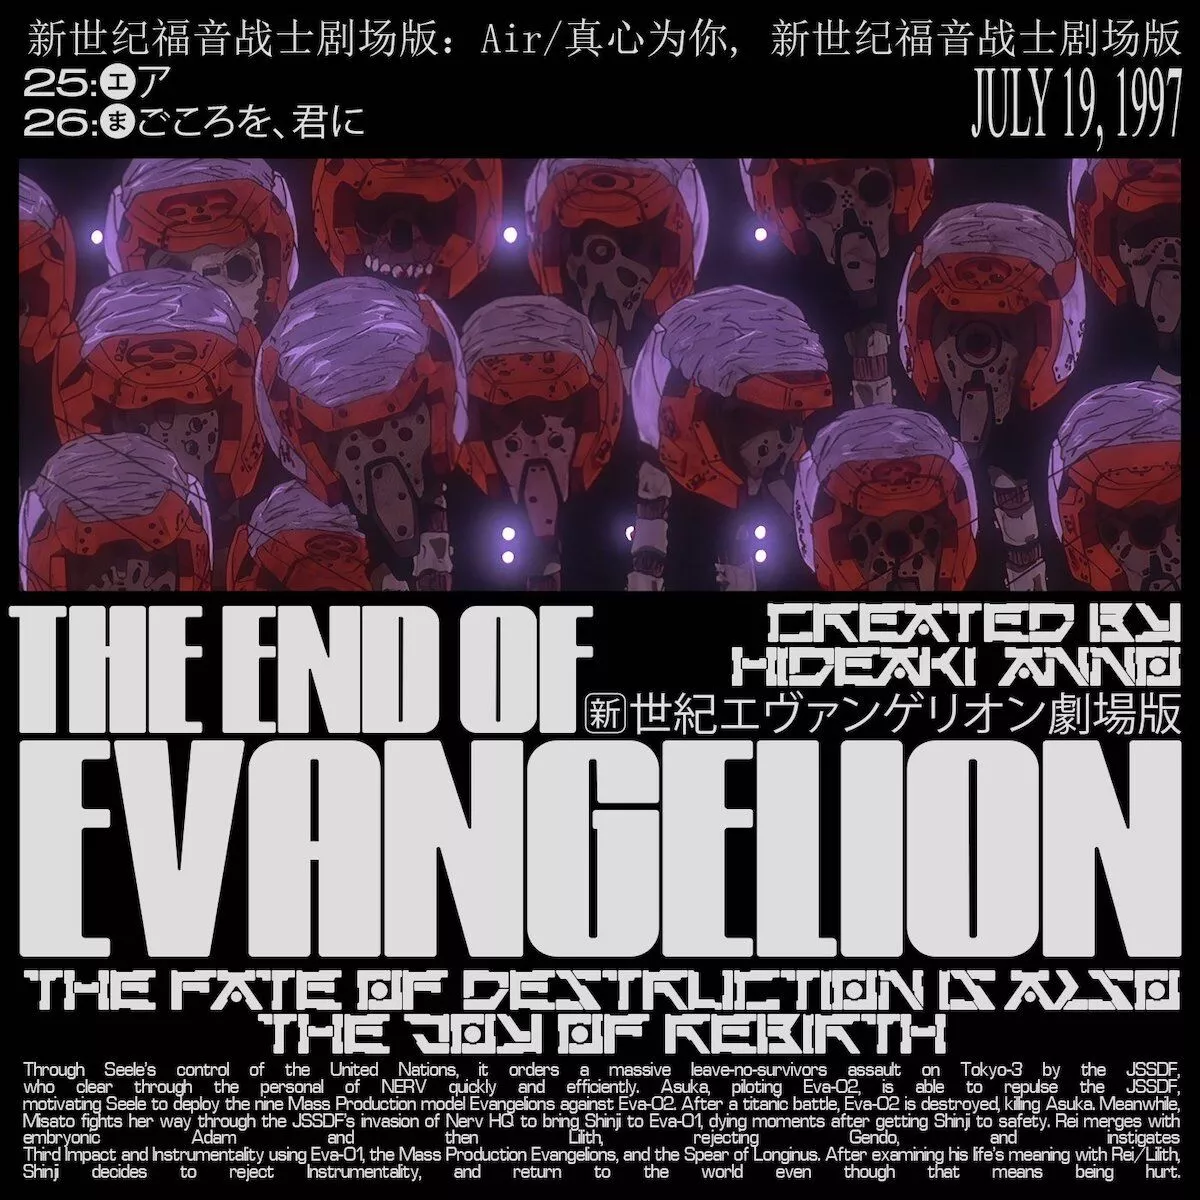 新世纪福音战士剧场版：Air/真心为你，新世纪福音战士剧场版
25:エア
26:まごころを、君に
JULY 19, 1997
THE END OF
CREATED BY
HIDEAKI ANNO
新世紀エヴァンゲリオン劇場版
EVANGELION
THE FATE OF DESTRUCTION IS ALSO
THE JOY OF REBIRTH
Through Seele's control of the United Nations, it orders a massive leave-no-survivors assault on Tokyo-3 by the JSSDF,
who clear through the personal of NERV quickly and efficiently. Asuka, piloting Eva-02, is able to repulse the JSSDF,
motivating Seele to deploy the nine Mass Production model Evangelions against Eva-02. After a titanic battle, Eva-02 is destroyed, killing Asuka. Meanwhile,
Misato fights her way through the JSSDF's invasion of Nerv HQ to bring Shinji to Eva-01, dying moments after getting Shinji to safety. Rei merges with
embryonic Adam and then Lilith, rejecting Gendo, and instigates
Third Impact and Instrumentality using Eva-01, the Mass Production Evangelions, and the Spear of Longinus. After examining his life's meaning with Rei/Lilith,
Shinji decides to reject Instrumentality, and return to the world even though that means being hurt.